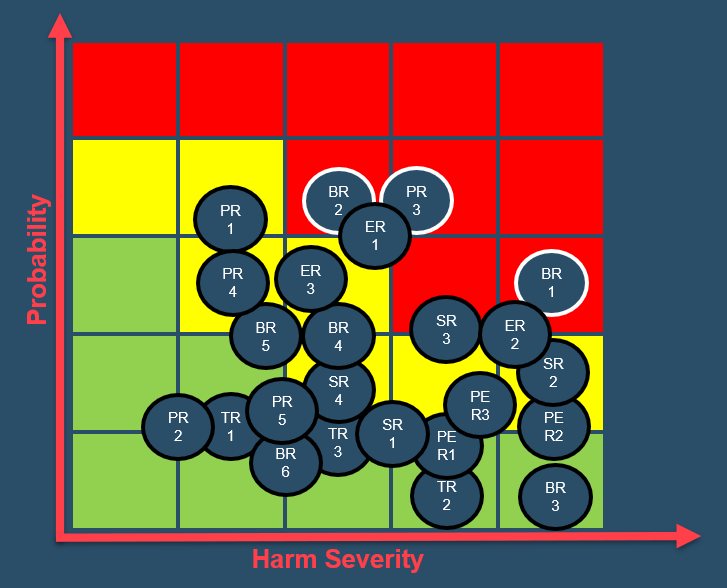 BR
2
PR
3
PR
1
ER
1
PR
4
ER
3
BR
1
BR
5
BR
4
SR
3
ER
2
SR
2
SR
4
PE
R3
PR
5
PR
2
TR
1
SR
1
PE
R2
TR
3
PE
R1
BR
6
TR
2
BR
3
Probability
Harm Severity